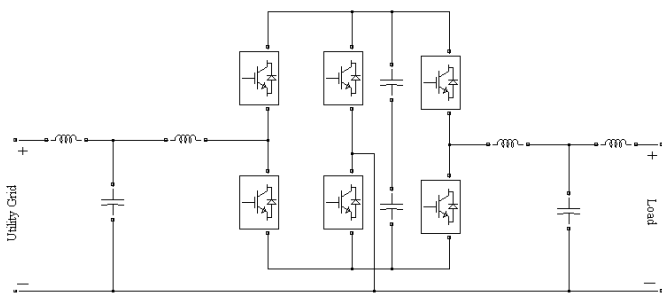 +
Utility Grid
—
+
Load
—